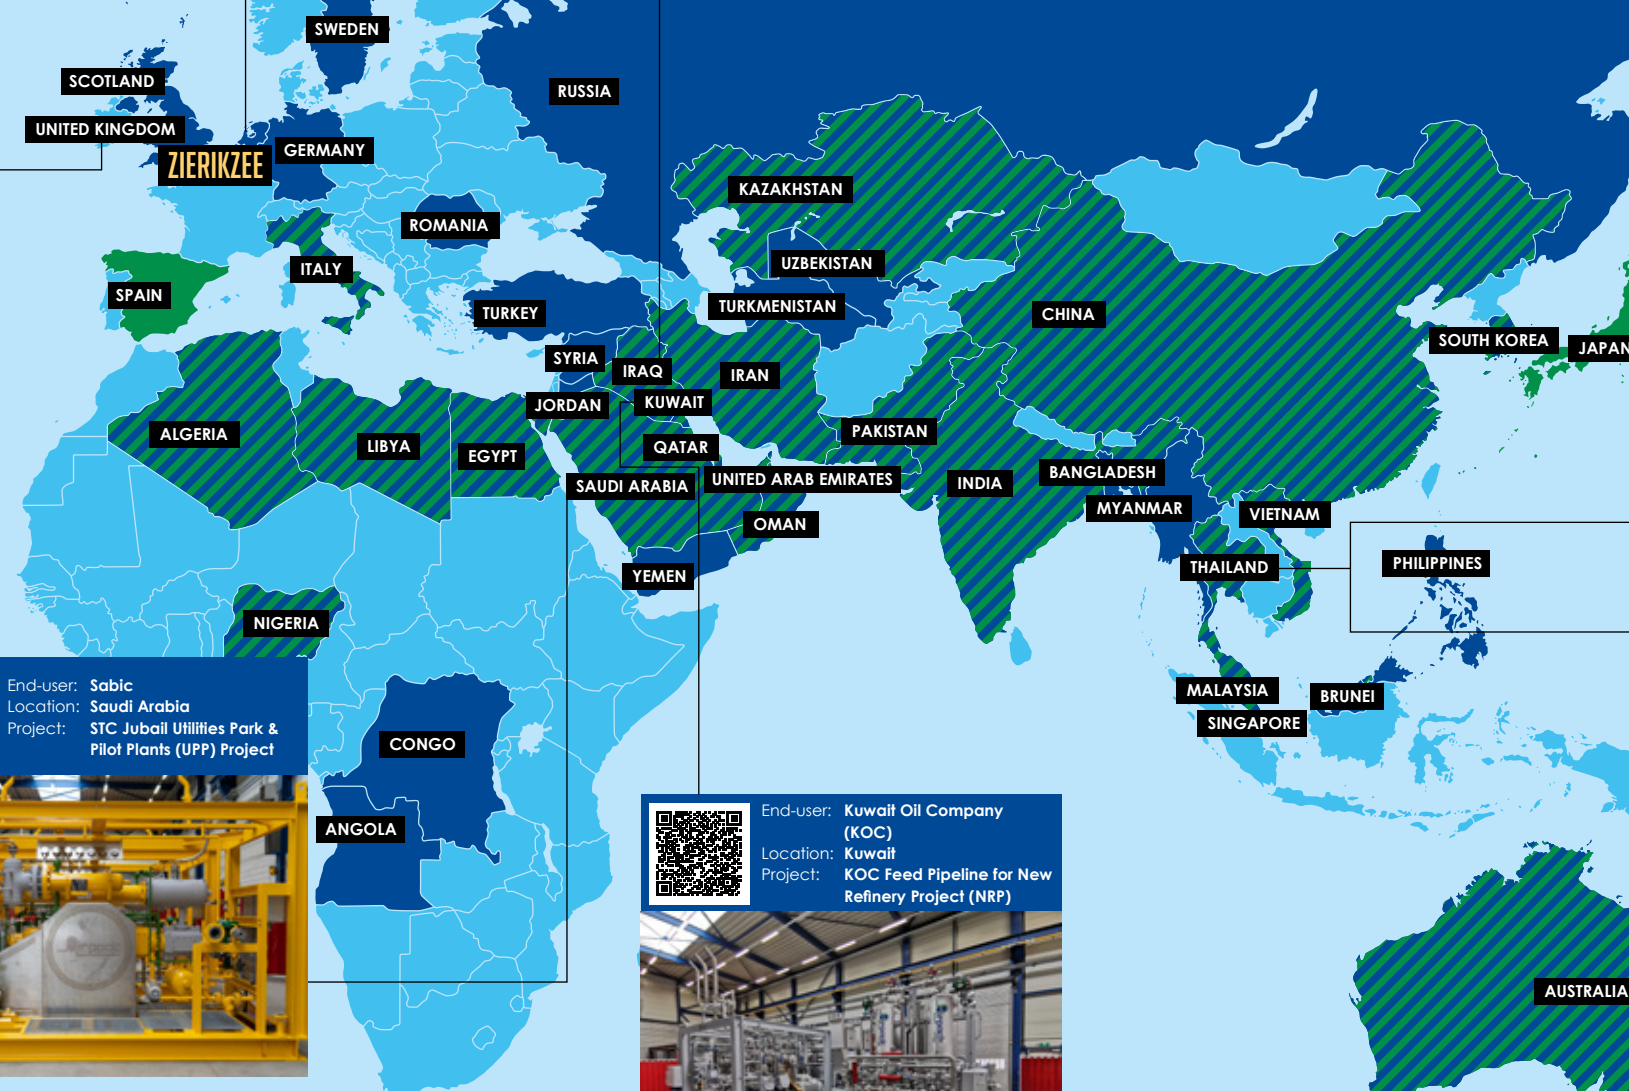 SWEDEN
SCOTLAND
RUSSIA
UNITED KINGDOM
GERMANY
ZIERIKZEE
KAZAKHSTAN
ROMANIA
UZBEKISTAN
ITALY
SPAIN
TURKMENISTAN
TURKEY
CHINA
SOUTH KOREA
JAPAN
SYRIA
IRAQ
IRAN
KUWAIT
JORDAN
ALGERIA
PAKISTAN
LIBYA
QATAR
EGYPT
BANGLADESH
UNITED ARAB EMIRATES
SAUDI ARABIA
INDIA
MYANMAR
VIETNAM
OMAN
PHILIPPINES
THAILAND
YEMEN
NIGERIA
End-user: Sabic
Location: Saudi Arabia
Project: STC Jubail Utilities Park &
Pilot Plants (UPP) Project
MALAYSIA
BRUNEI
SINGAPORE
CONGO
ANGOLA
End-user: Kuwait Oil Company
(KOC)
Location: Kuwait
Project: KOC Feed Pipeline for New
Refinery Project (NRP)
AUSTRALIA